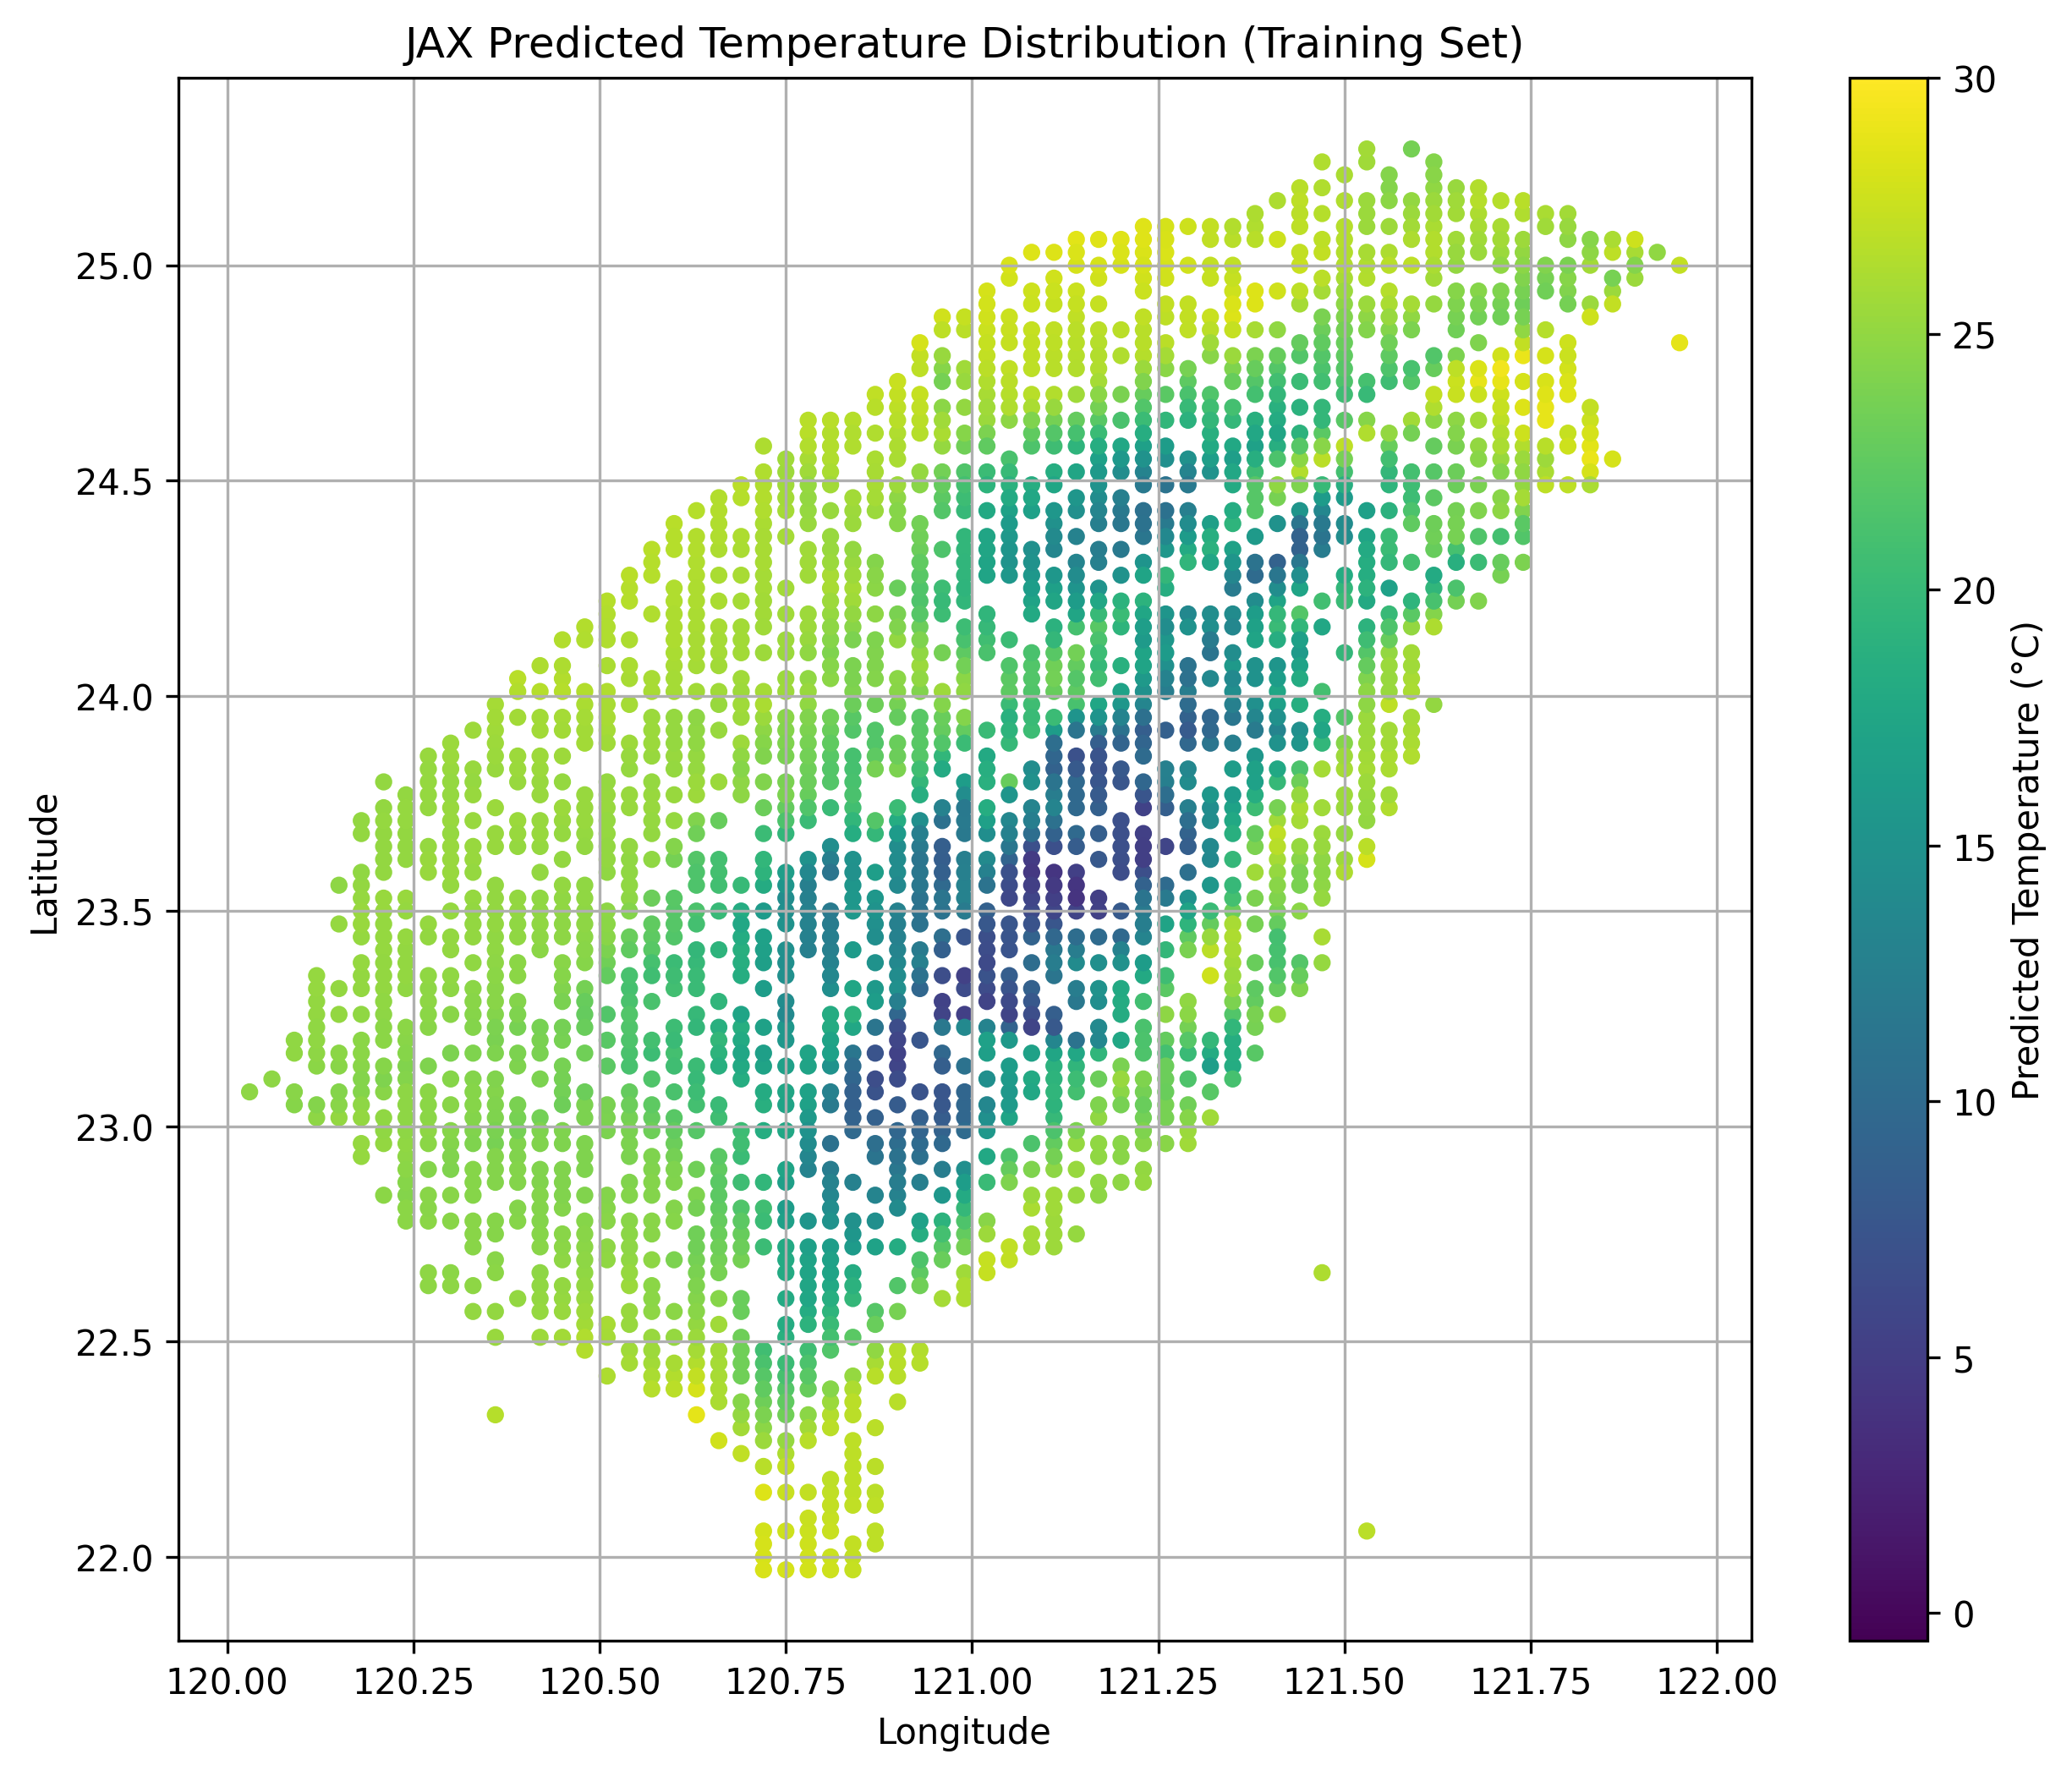 JAX Predicted Temperature Distribution (Training Set)
30
25
20
15
10
5
0
Predicted Temperature (°C)
25.0
24.5
24.0
23.5
23.0
22.5
22.0
Latitude
120.00 120.25 120.50 120.75 121.00 121.25 121.50 121.75 122.00
Longitude